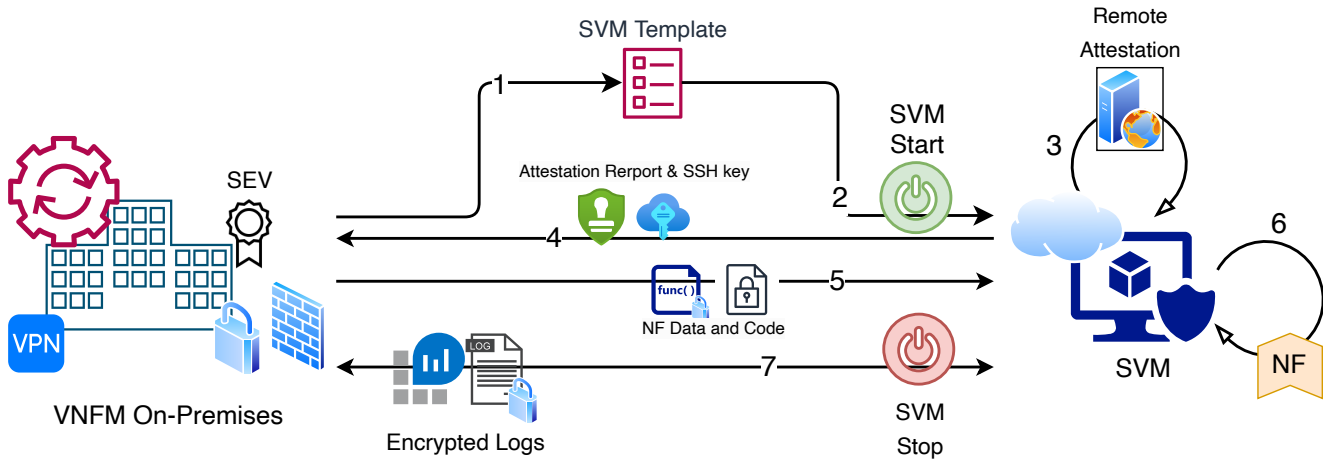 SVM Template
1
Remote
Attestation
SVM
Start
3
SEV
Attestation Rerport & SSH key
2
4
6
func( )
5
NF Data and Code
VPN
LOG
7
SVM
NF
VNFM On-Premises
Encrypted Logs
SVM
Stop